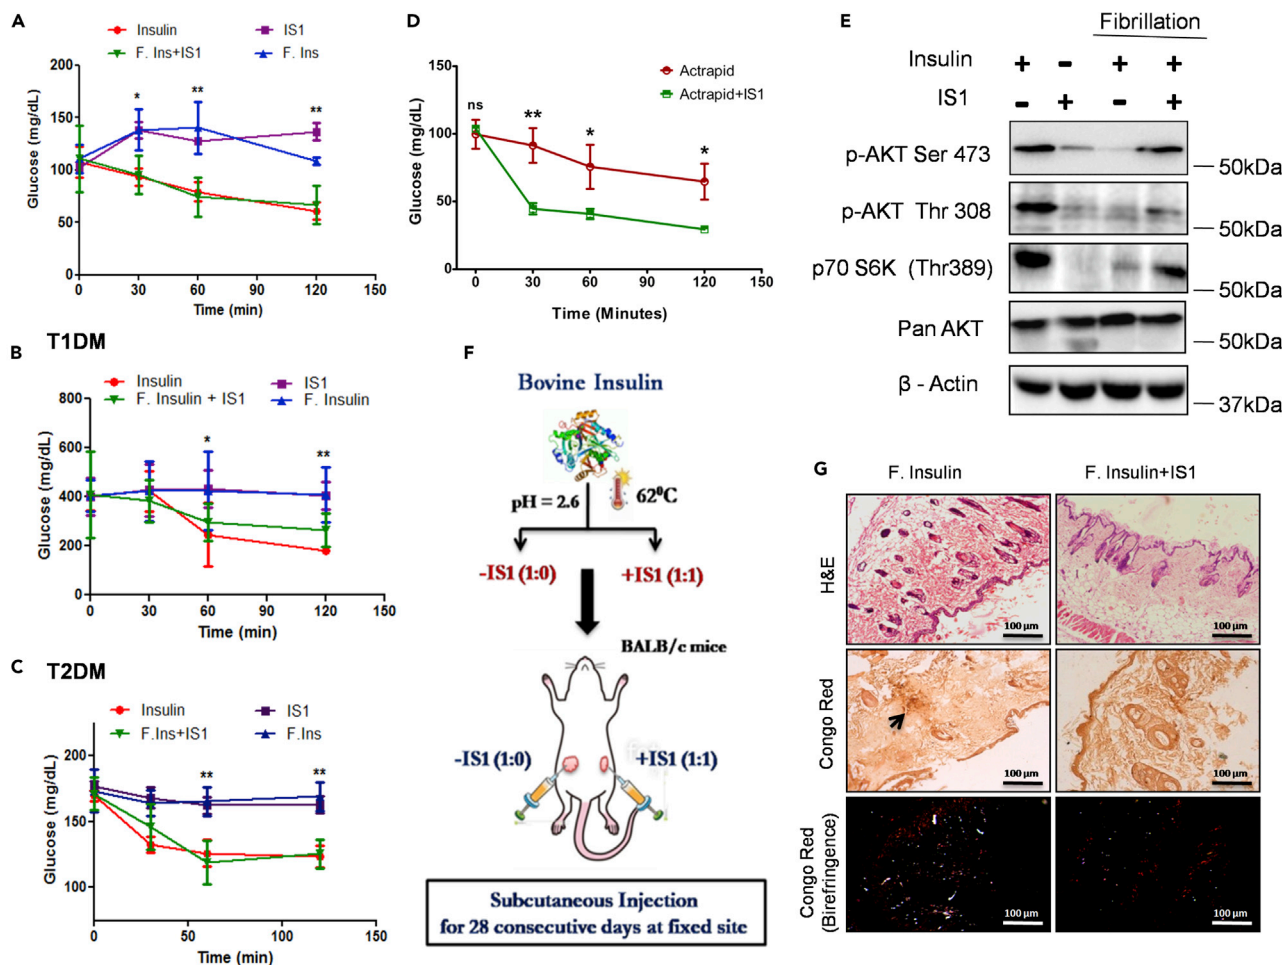 A
Insulin
IS1
F. Ins+IS1
F. Ins
Glucose (mg/dL)
200
150
100
50
0
*
**
**
0
30
60
90
120
150
Time (min)
B
T1DM
Insulin
IS1
F. Insulin + IS1
F. Insulin
Glucose (mg/dL)
800
600
400
200
0
*
**
0
30
60
90
120
150
Time (min)
C
T2DM
Insulin
IS1
F.Ins+IS1
F.Ins
Glucose (mg/dL)
200
150
100
**
**
0
50
100
150
Time (min)
D
Actrapid
Actrapid+IS1
Glucose (mg/dL)
150
100
50
0
ns
**
*
*
0
30
60
90
120
150
Time (Minutes)
E
Fibrillation
Insulin + - + +
IS1 - + - +
p-AKT Ser 473
50kDa
p-AKT Thr 308
50kDa
p70 S6K (Thr389)
50kDa
Pan AKT
50kDa
β - Actin
37kDa
F
Bovine Insulin
pH = 2.6
62⁰C
-IS1 (1:0)
+IS1 (1:1)
BALB/c mice
-IS1 (1:0)
+IS1 (1:1)
Subcutaneous Injection
for 28 consecutive days at fixed site
G
F. Insulin
F. Insulin+IS1
H&E
100 µm
100 µm
Congo Red
100 µm
100 µm
Congo Red
(Birefringence)
100 µm
100 µm